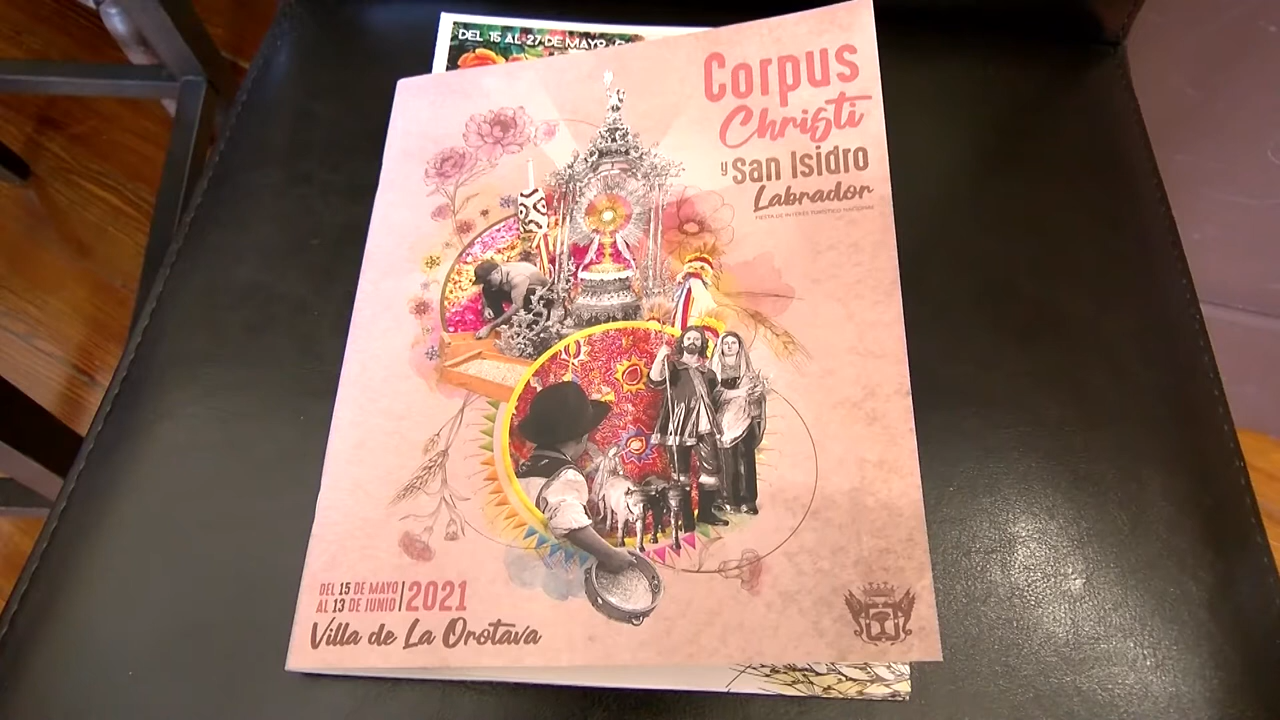 DEL 15 AL 27 DE MAYO
Corpus
Christi
y San Isidro
Labrador
FIESTA DE INTERÉS TURÍSTICO NACIONAL
DEL 15 DE MAYO
AL 13 DE JUNIO
2021
Villa de La Orotava